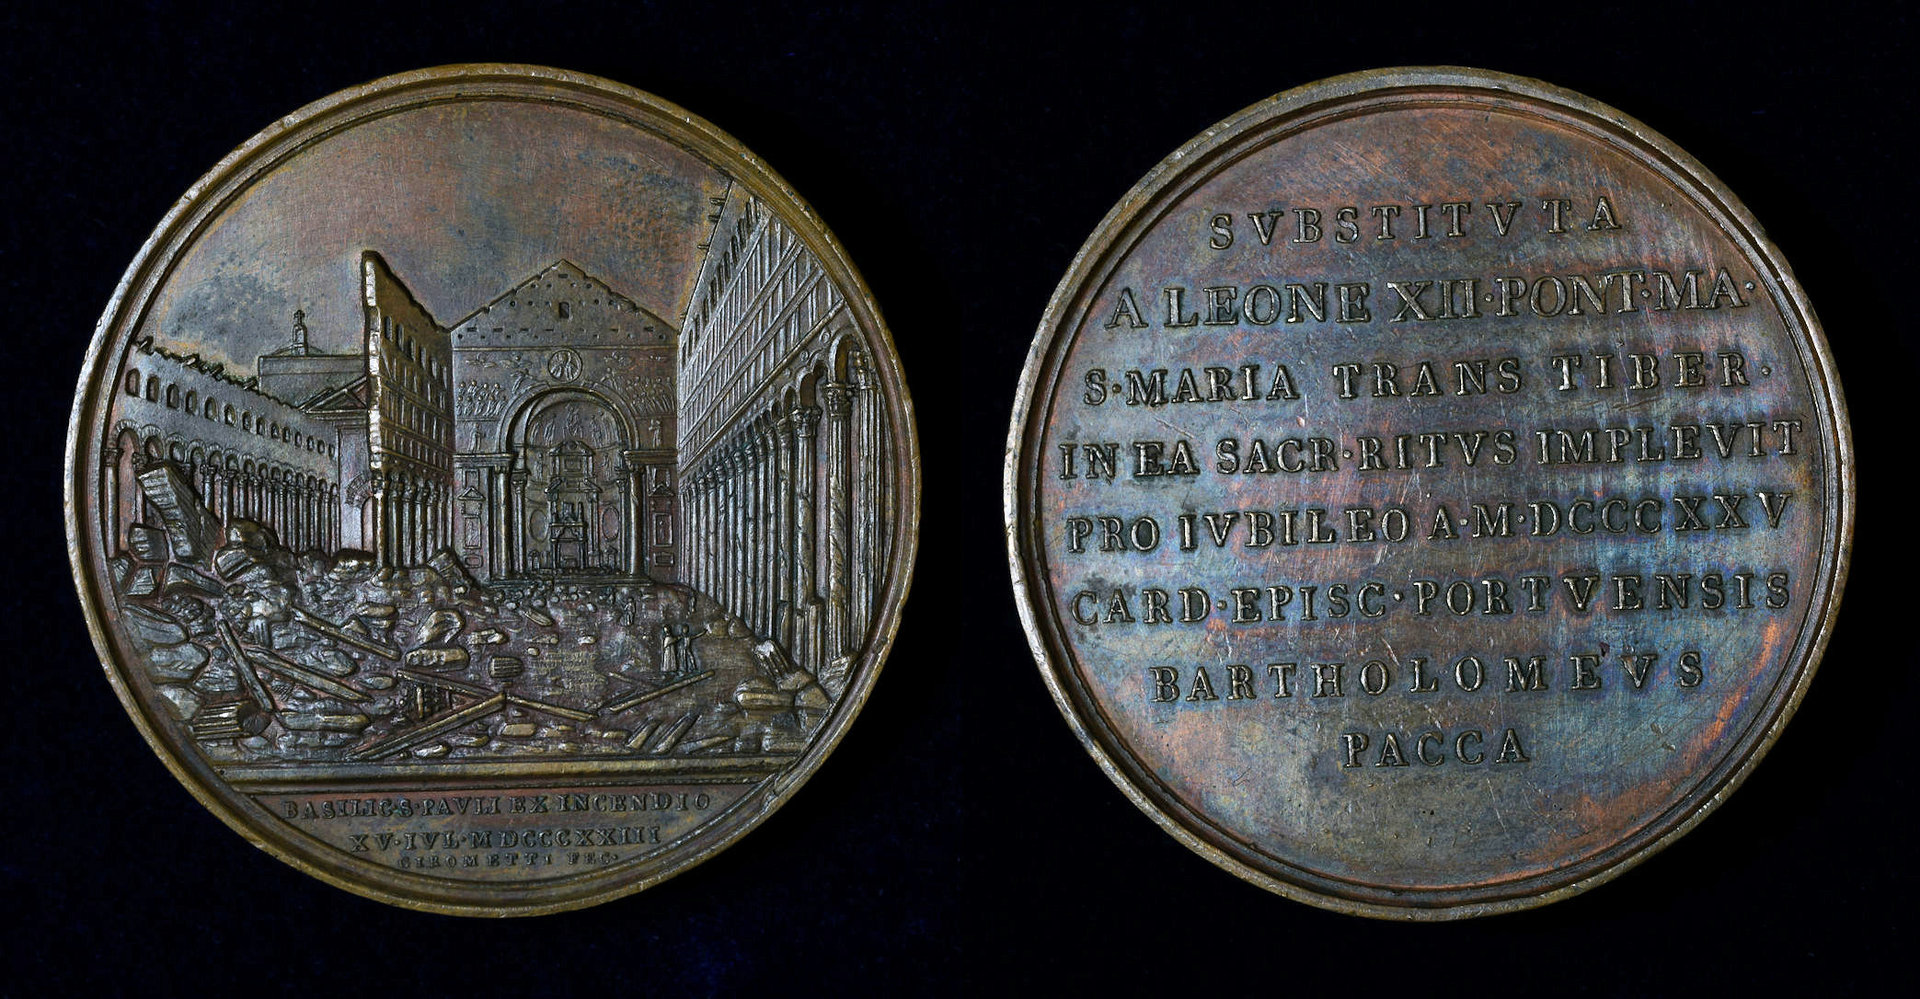 BASILIC·S·PAVLI EX INCENDIO
XV·IVL·MDCCCXXIII
GIROMETTI FEC·
SVBSTITVTA
A LEONE XII·PONT·MA·
S·MARIA TRANS TIBER·
IN EA SACR·RITVS IMPLEVIT
PRO IVBILEO A·M·DCCCXXV
CARD·EPISC·PORTVENSIS
BARTHOLOMEVS
PACCA